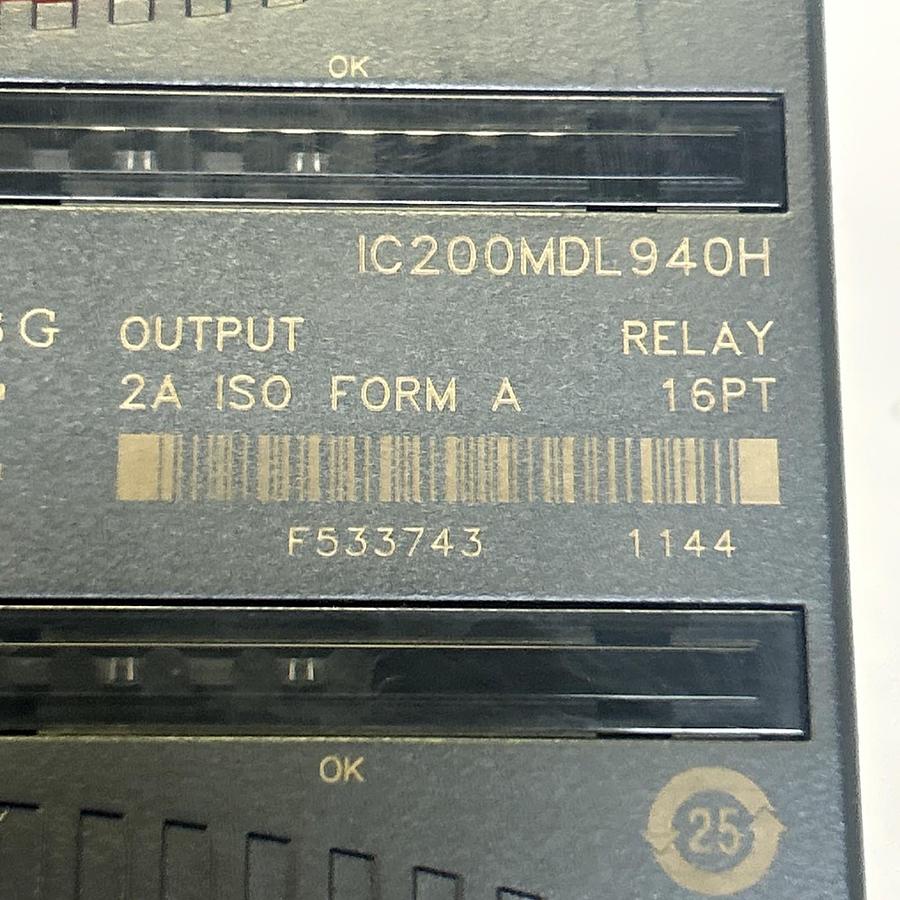 OK
IC200MDL940H
G
OUTPUT RELAY
2A ISO FORM A 16PT
F533743 1144
OK
25